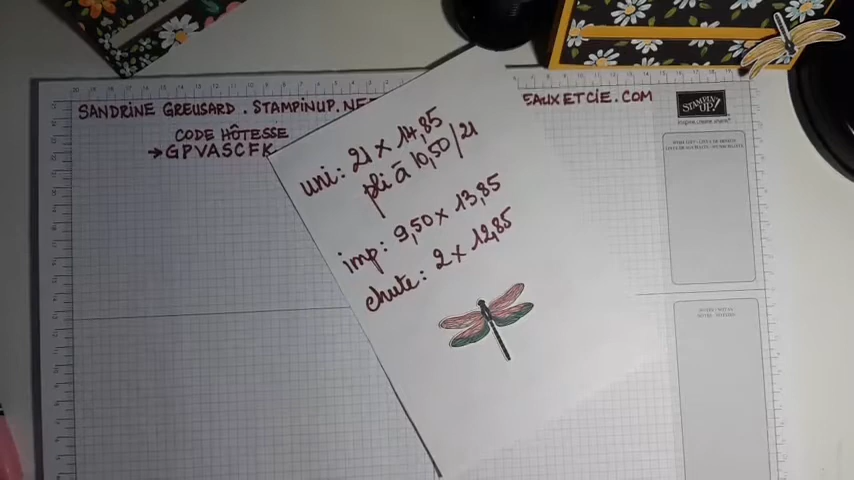 SANDRINE GREUSARD. STAMPINUP.NE
EAUXETCIE.COM
CODE HÔTESSE
→ GPVASCFK
STAMPIN' UP!
uni: 21 x 14,85
pli à 10,50/21
imp: 9,50 x 13,85
chute: 2 x 12,85